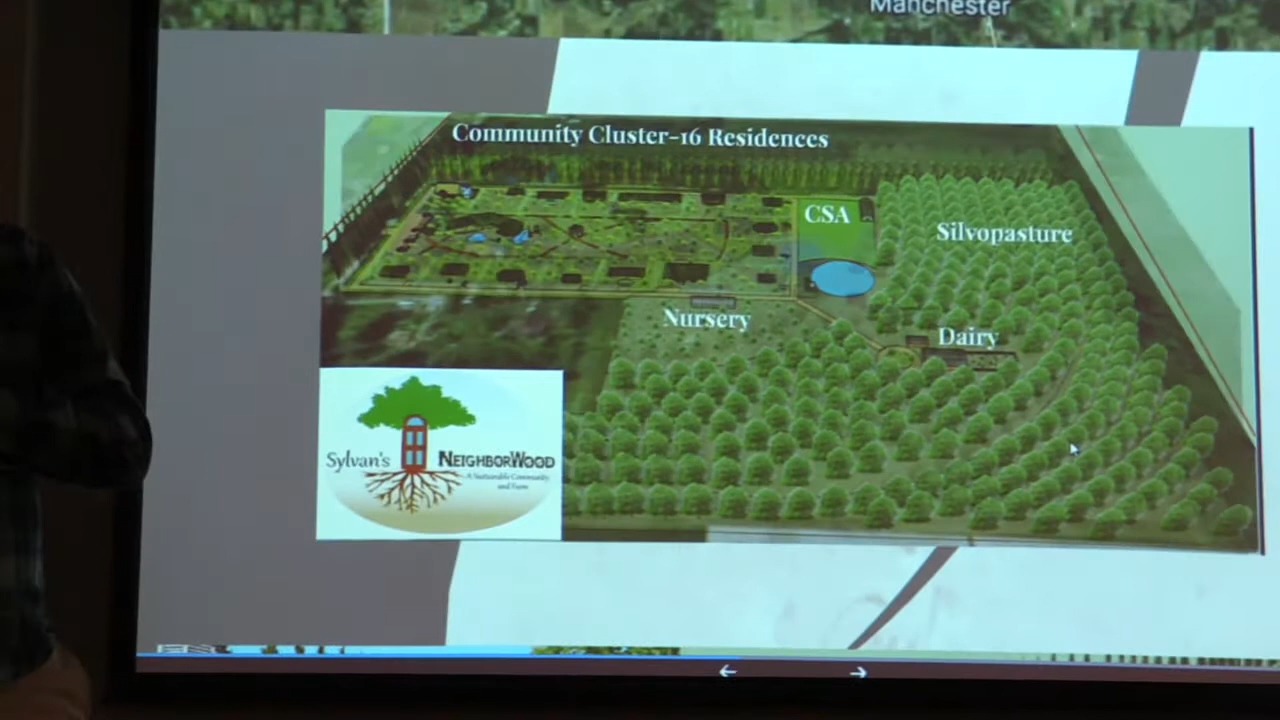 Manchester
Community Cluster-16 Residences
CSA
Silvopasture
Nursery
Dairy
Sylvan's NEIGHBORWOOD
A Sustainable Community
and Farm